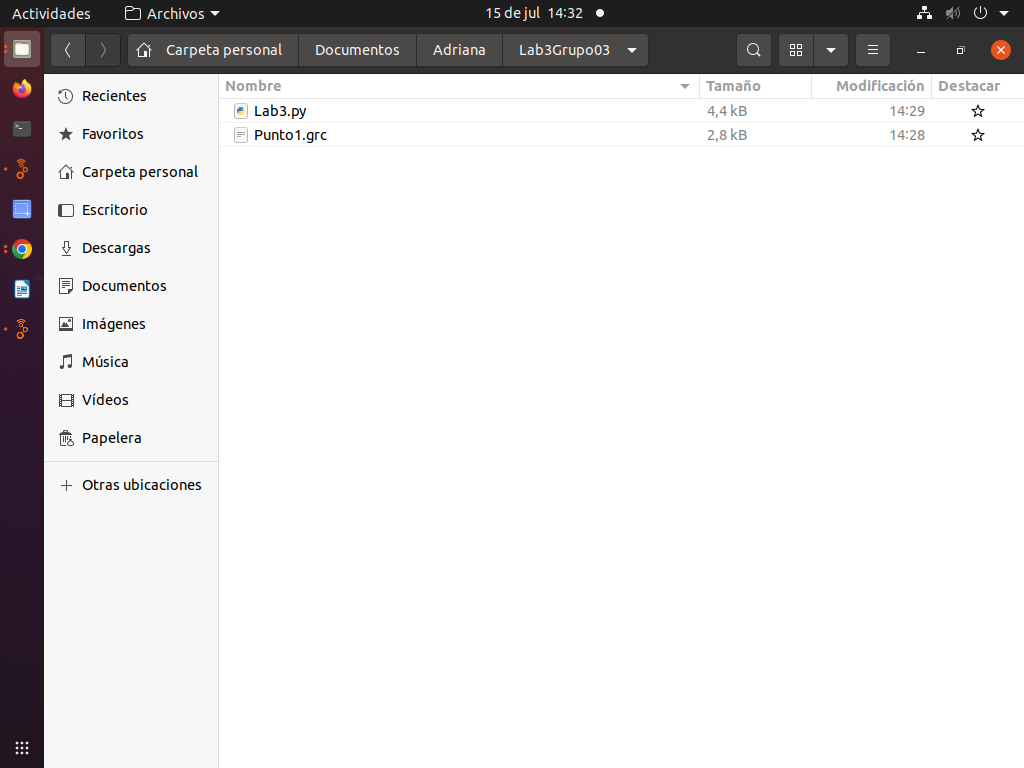 Actividades Archivos 15 de jul 14:32
Carpeta personal Documentos Adriana Lab3Grupo03
Nombre Tamaño Modificación Destacar
Lab3.py 4,4 kB 14:29
Punto1.grc 2,8 kB 14:28
Recientes
Favoritos
Carpeta personal
Escritorio
Descargas
Documentos
Imágenes
Música
Vídeos
Papelera
Otras ubicaciones